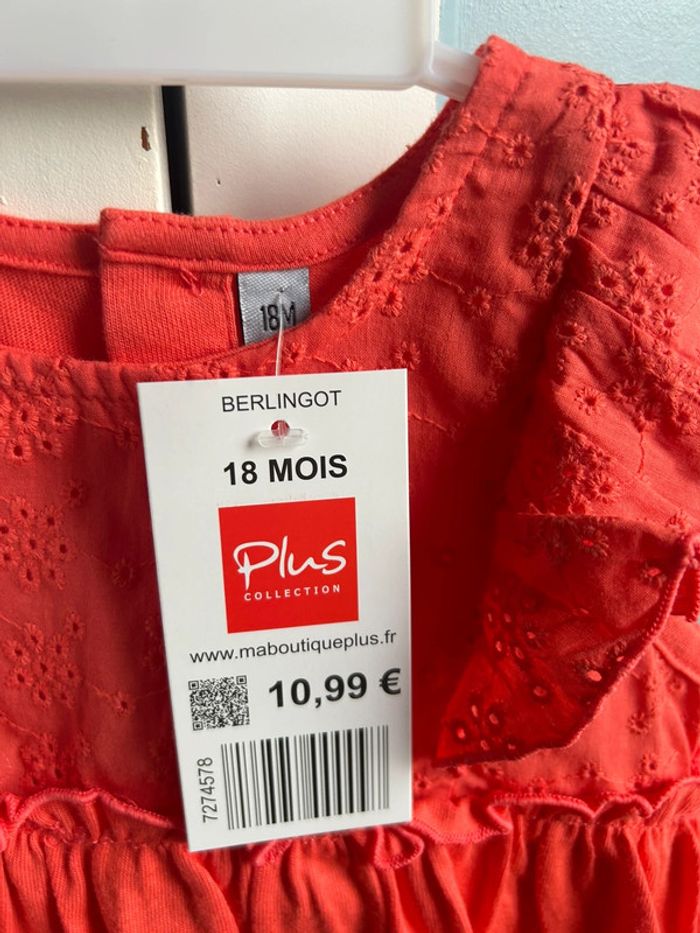 18M
BERLINGOT
18 MOIS
Plus
COLLECTION
www.maboutiqueplus.fr
10,99 €
7274578